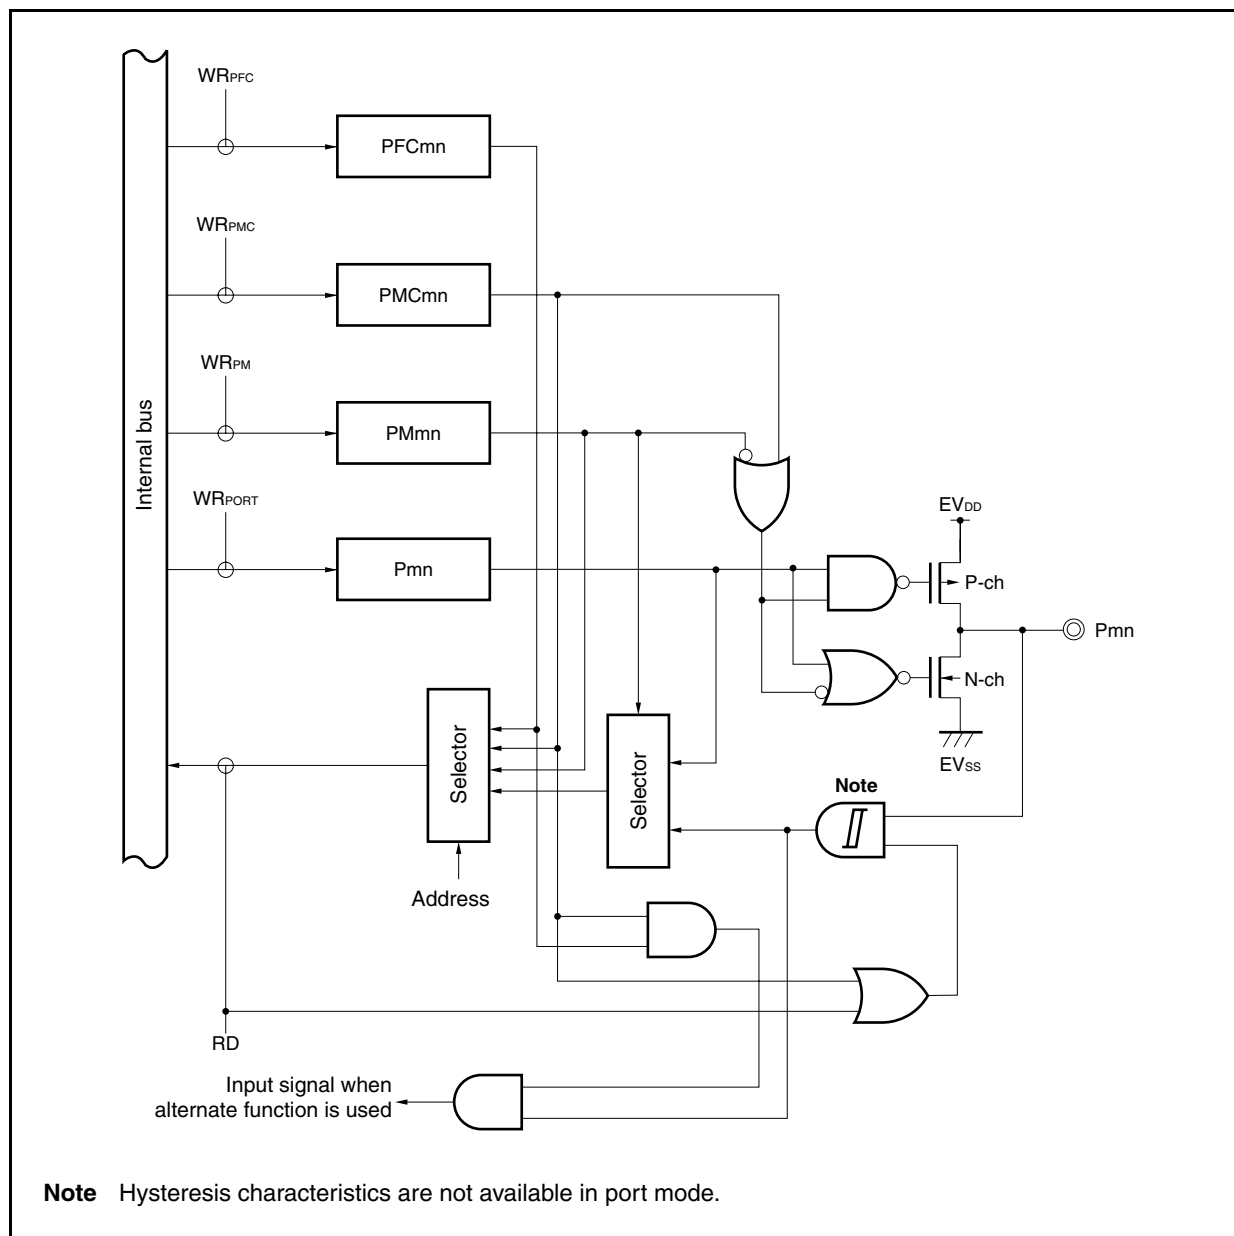 WRPFC
PFCmn
WRPMC
PMCmn
WRPM
PMmn
Internal bus
WRPORT
Pmn
EVDD
P-ch
Pmn
N-ch
EVSS
Selector
Selector
Note
Address
RD
Input signal when
alternate function is used
Note Hysteresis characteristics are not available in port mode.